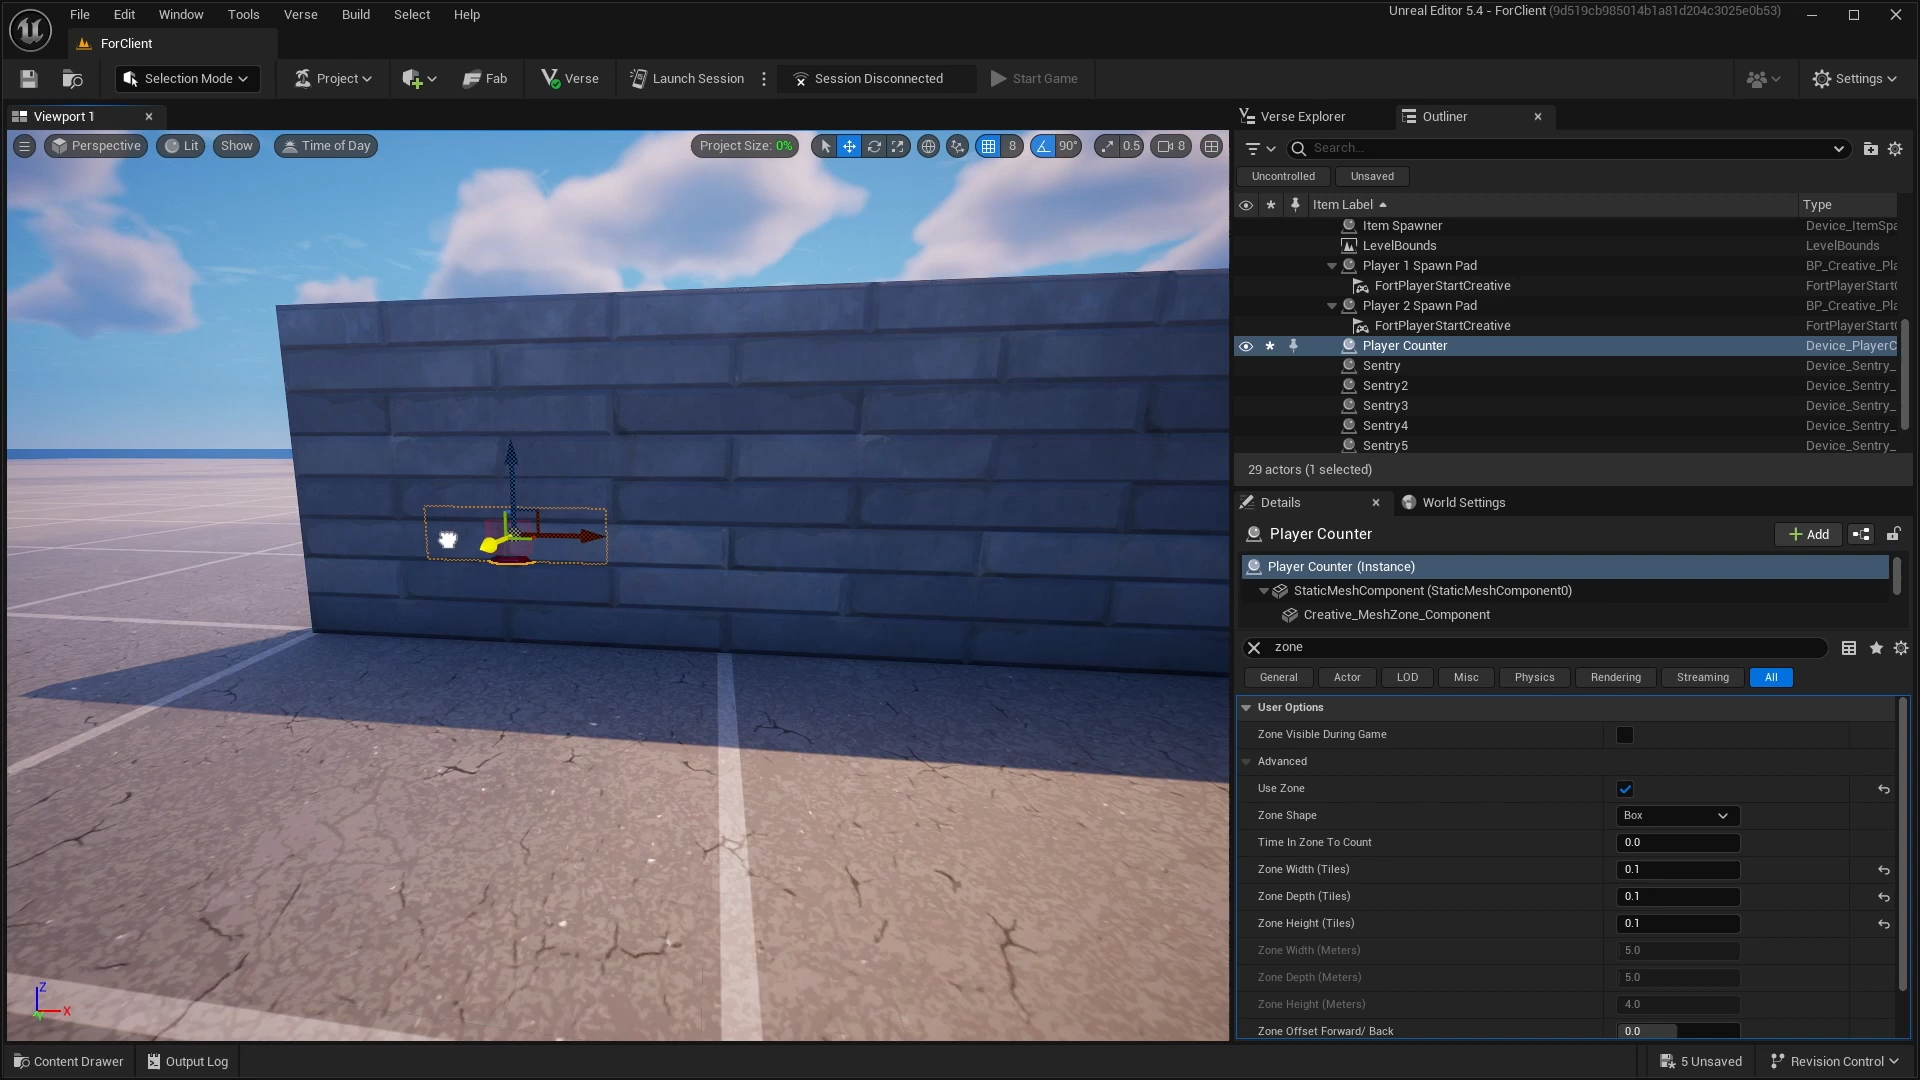 File Edit Window Tools Verse Build Select Help
Unreal Editor 5.4 - ForClient (9d519cb985014b1a81d204c3025e0b53)
ForClient
Selection Mode Project Fab Verse Launch Session Session Disconnected Start Game Settings
Viewport 1
Perspective Lit Show Time of Day Project Size: 0% 8 90° 0.5 8
Z
X
Verse Explorer Outliner
Search...
Uncontrolled Unsaved
Item Label Type
Item Spawner Device_ItemSpa
LevelBounds LevelBounds
Player 1 Spawn Pad BP_Creative_Pla
FortPlayerStartCreative FortPlayerStart
Player 2 Spawn Pad BP_Creative_Pla
FortPlayerStartCreative FortPlayerStart
Player Counter Device_PlayerC
Sentry Device_Sentry_
Sentry2 Device_Sentry_
Sentry3 Device_Sentry_
Sentry4 Device_Sentry_
Sentry5 Device_Sentry_
29 actors (1 selected)
Details World Settings
Player Counter Add
Player Counter (Instance)
StaticMeshComponent (StaticMeshComponent0)
Creative_MeshZone_Component
zone
General Actor LOD Misc Physics Rendering Streaming All
User Options
Zone Visible During Game
Advanced
Use Zone
Zone Shape Box
Time In Zone To Count 0.0
Zone Width (Tiles) 0.1
Zone Depth (Tiles) 0.1
Zone Height (Tiles) 0.1
Zone Width (Meters) 5.0
Zone Depth (Meters) 5.0
Zone Height (Meters) 4.0
Zone Offset Forward/ Back 0.0
Content Drawer Output Log 5 Unsaved Revision Control